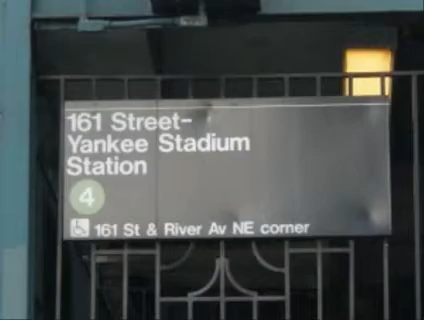 161 Street-
Yankee Stadium
Station
4
161 St & River Av NE corner